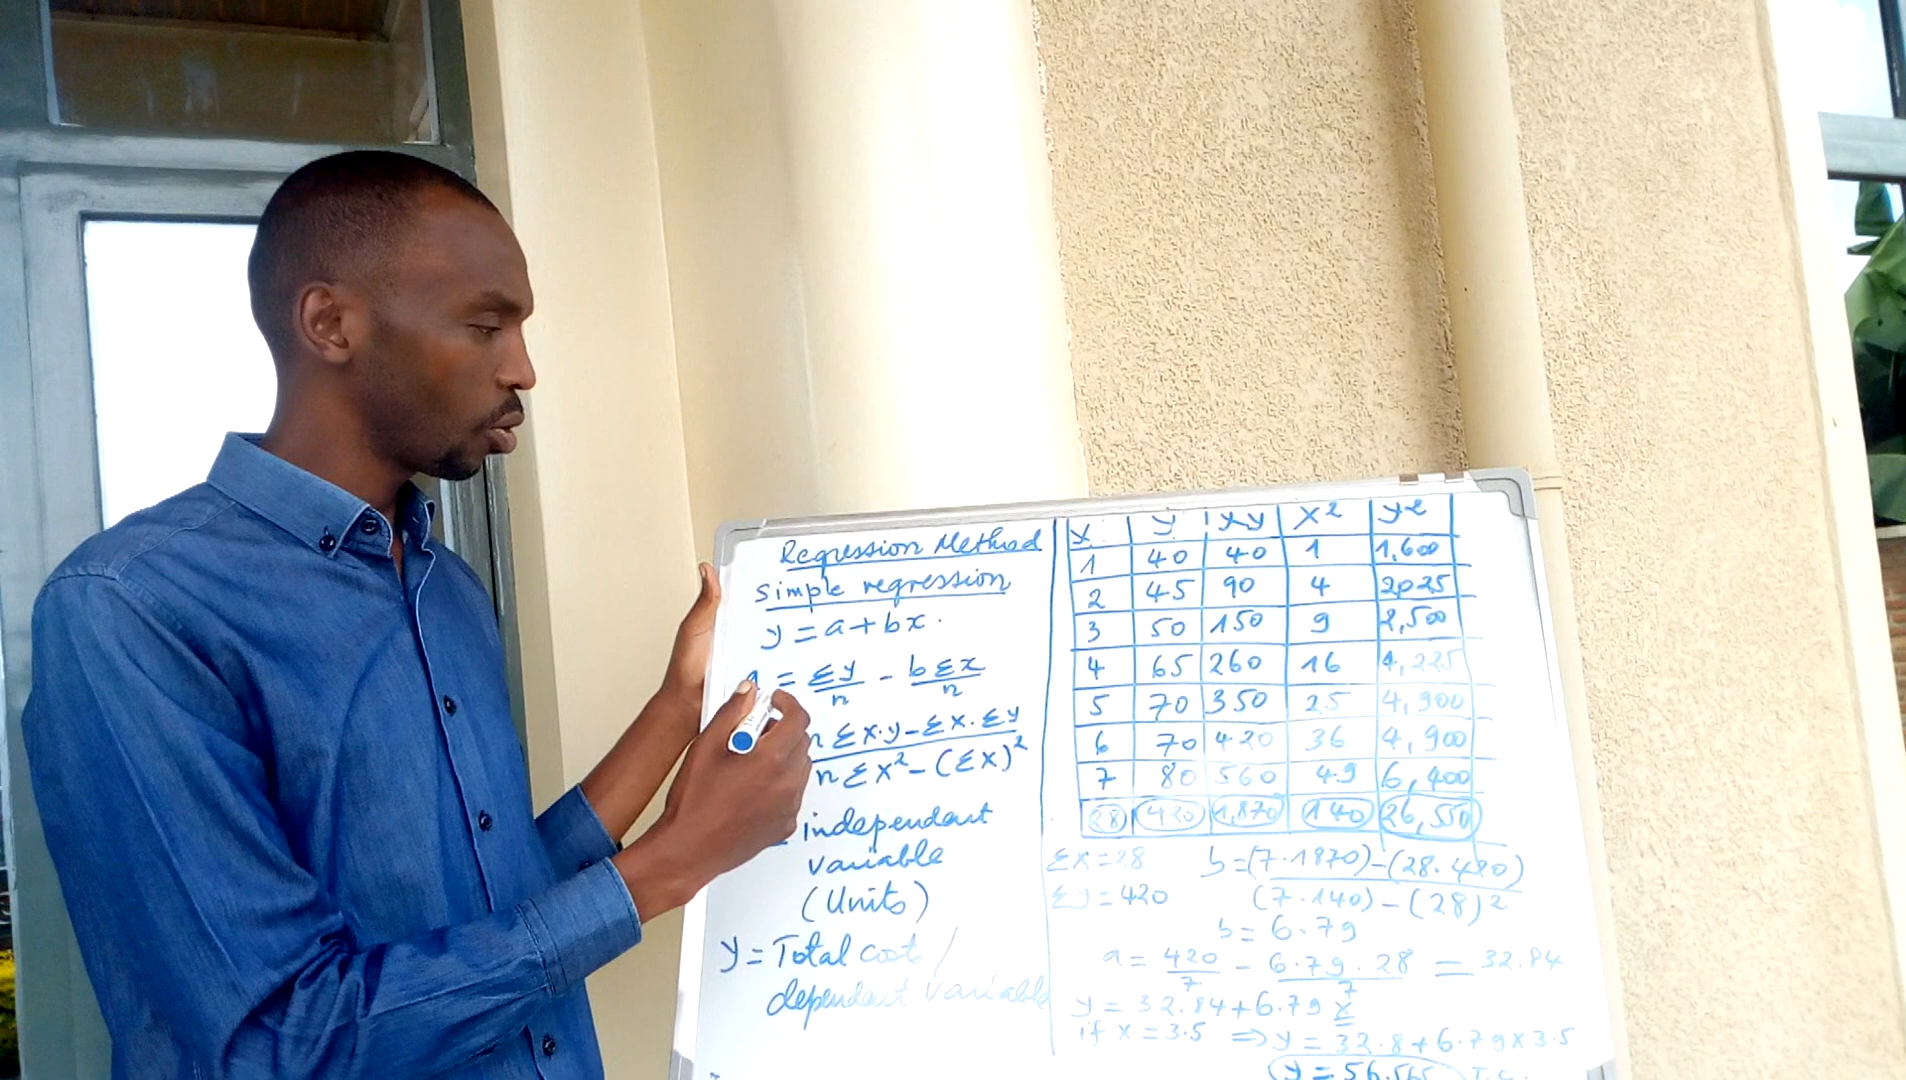 Regression Method
simple regression
y = a + bx.
a = Σy/n - bΣx/n
nΣx.y - Σx.Σy
nΣx² - (Σx)²
independant
variable
(Units)
y = Total costs /
dependant variable
x y xy x² y²
1 40 40 1 1,600
2 45 90 4 2025
3 50 150 9 2,500
4 65 260 16 4,225
5 70 350 25 4,900
6 70 420 36 4,900
7 80 560 49 6,400
28 420 1,870 140 26,550
Σx = 28
Σy = 420
b = (7.1870) - (28.420)
(7.140) - (28)²
b = 6.79
a = 420/7 - 6.79.28/7 = 32.84
y = 32.84 + 6.79 x
if x = 3.5 ⇒ y = 32.8 + 6.79 x 3.5
y = 56.565 T.C.